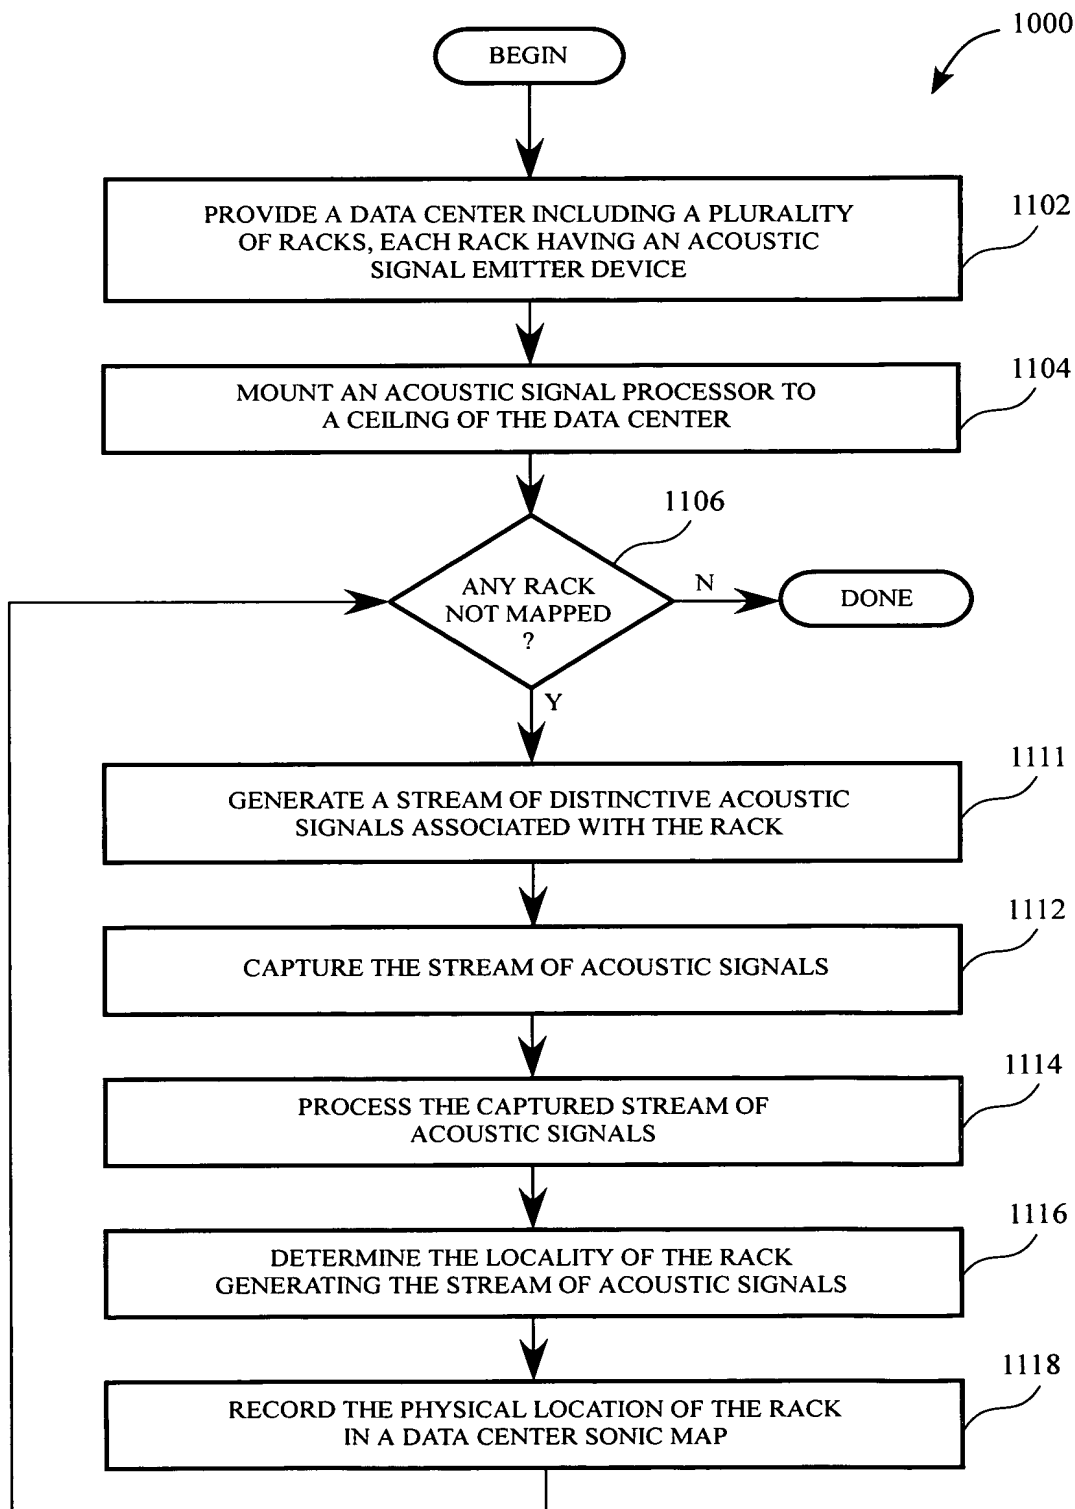 1000
BEGIN
PROVIDE A DATA CENTER INCLUDING A PLURALITY
OF RACKS, EACH RACK HAVING AN ACOUSTIC
SIGNAL EMITTER DEVICE
1102
MOUNT AN ACOUSTIC SIGNAL PROCESSOR TO
A CEILING OF THE DATA CENTER
1104
1106
ANY RACK
NOT MAPPED
?
N
DONE
Y
GENERATE A STREAM OF DISTINCTIVE ACOUSTIC
SIGNALS ASSOCIATED WITH THE RACK
1111
CAPTURE THE STREAM OF ACOUSTIC SIGNALS
1112
PROCESS THE CAPTURED STREAM OF
ACOUSTIC SIGNALS
1114
DETERMINE THE LOCALITY OF THE RACK
GENERATING THE STREAM OF ACOUSTIC SIGNALS
1116
RECORD THE PHYSICAL LOCATION OF THE RACK
IN A DATA CENTER SONIC MAP
1118